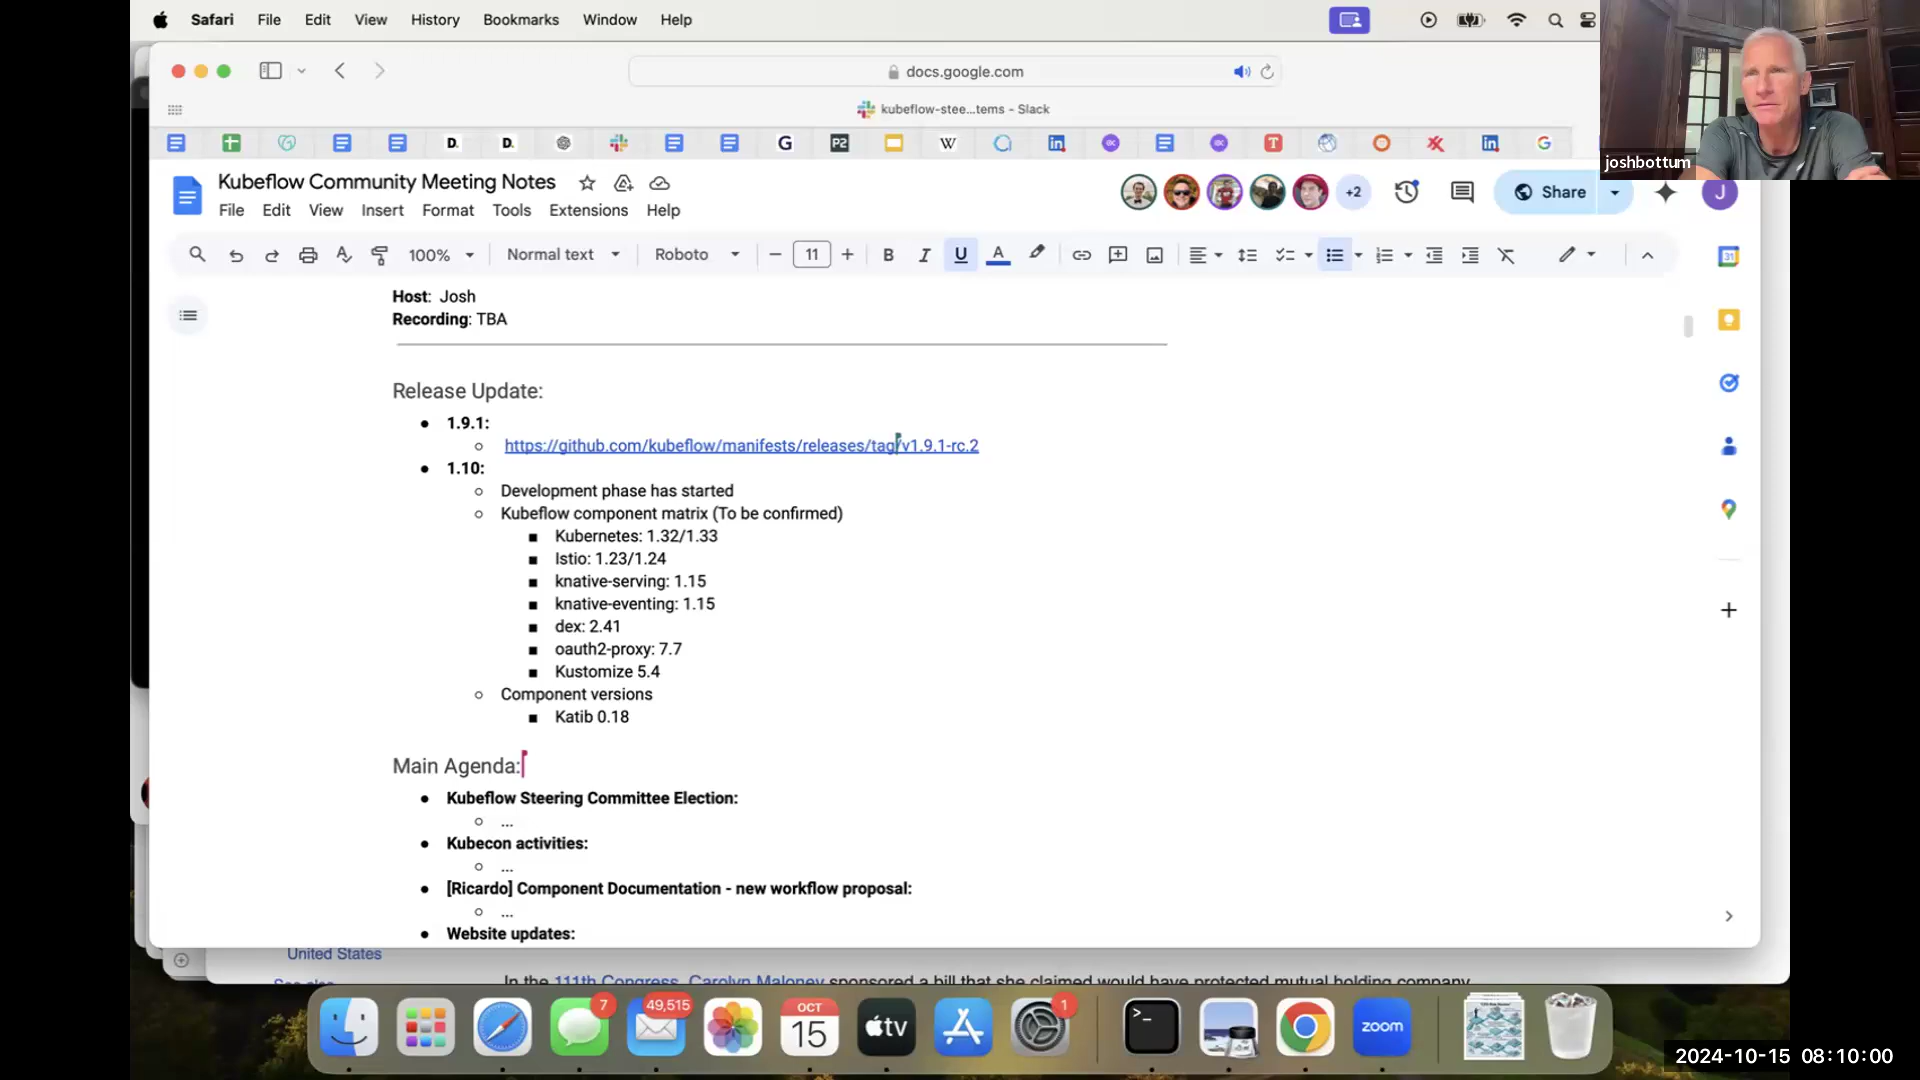 Safari File Edit View History Bookmarks Window Help
docs.google.com
kubeflow-stee...tems - Slack
joshbottum
Kubeflow Community Meeting Notes
+2
Share
J
File Edit View Insert Format Tools Extensions Help
100% Normal text Roboto 11 B I U A
31
Host: Josh
Recording: TBA
Release Update:
1.9.1:
https://github.com/kubeflow/manifests/releases/tag/v1.9.1-rc.2
1.10:
Development phase has started
Kubeflow component matrix (To be confirmed)
Kubernetes: 1.32/1.33
Istio: 1.23/1.24
knative-serving: 1.15
knative-eventing: 1.15
dex: 2.41
oauth2-proxy: 7.7
Kustomize 5.4
Component versions
Katib 0.18
Main Agenda:
Kubeflow Steering Committee Election:
...
Kubecon activities:
...
[Ricardo] Component Documentation - new workflow proposal:
...
Website updates:
United States
See also
In the 111th Congress, Carolyn Maloney sponsored a bill that she claimed would have protected mutual holding company
7
49,515
OCT
15
tv
1
zoom
2024-10-15 08:10:00